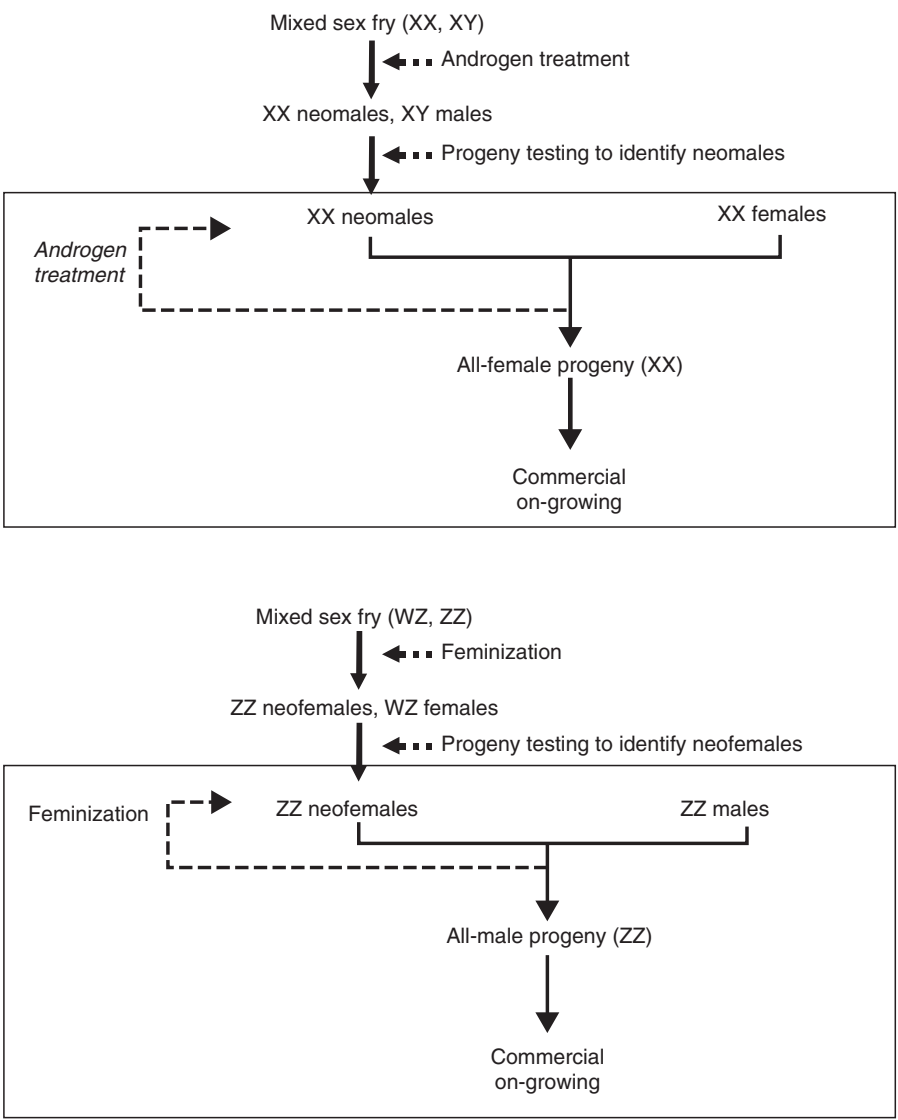 Mixed sex fry (XX, XY)
Androgen treatment
XX neomales, XY males
Progeny testing to identify neomales
XX neomales
XX females
Androgen
treatment
All-female progeny (XX)
Commercial
on-growing
Mixed sex fry (WZ, ZZ)
Feminization
ZZ neofemales, WZ females
Progeny testing to identify neofemales
Feminization
ZZ neofemales
ZZ males
All-male progeny (ZZ)
Commercial
on-growing